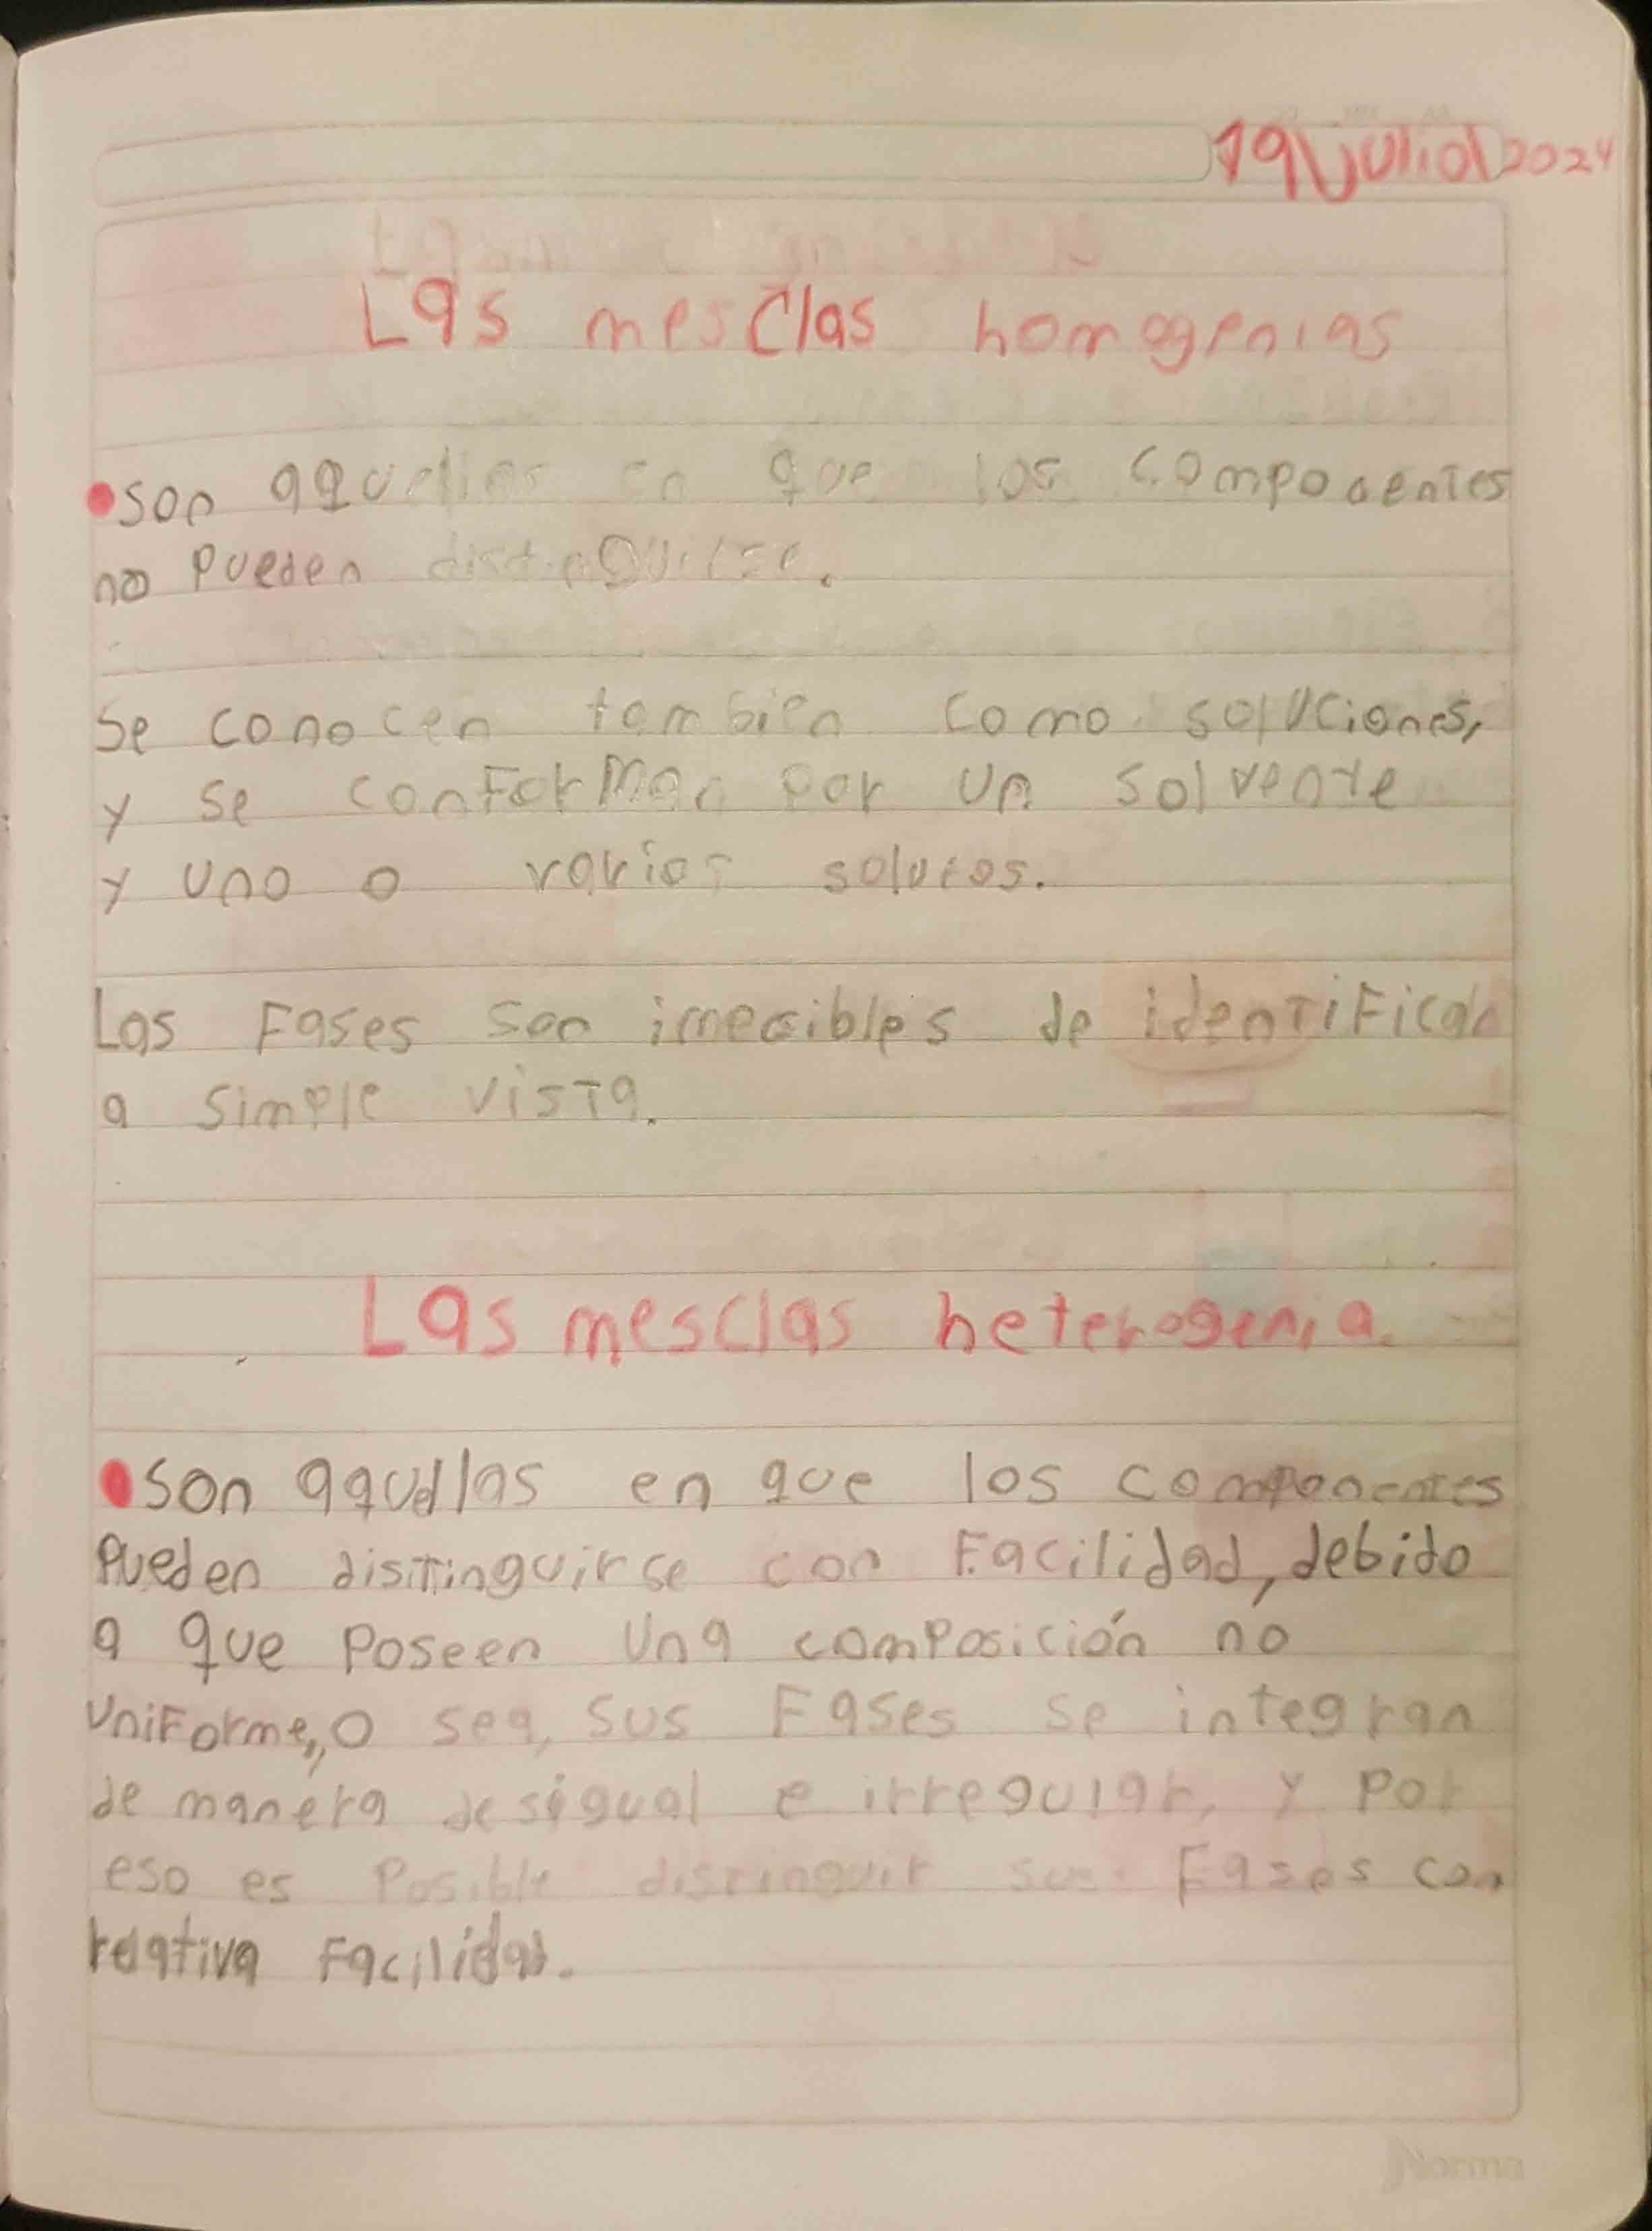 19 julio 2024
Las mesclas homogenias
•son aquellas en que los componentes
no pueden distinguirse.
Se conocen tambien como soluciones,
y se conForman por un solvente
y uno o varios solutos.
Las Fases son de identiFicar
a simple vista.
Las mesclas heterogenia.
•son aquellas en que los componentes
pueden disitinguirse con Facilidad, debido
a que poseen una composición no
uniForme,, o sea, sus Fases se integran
de manera desigual e irregular, y por
eso es posible distinguir sus Fases con
relativa Facilidad.
Norma